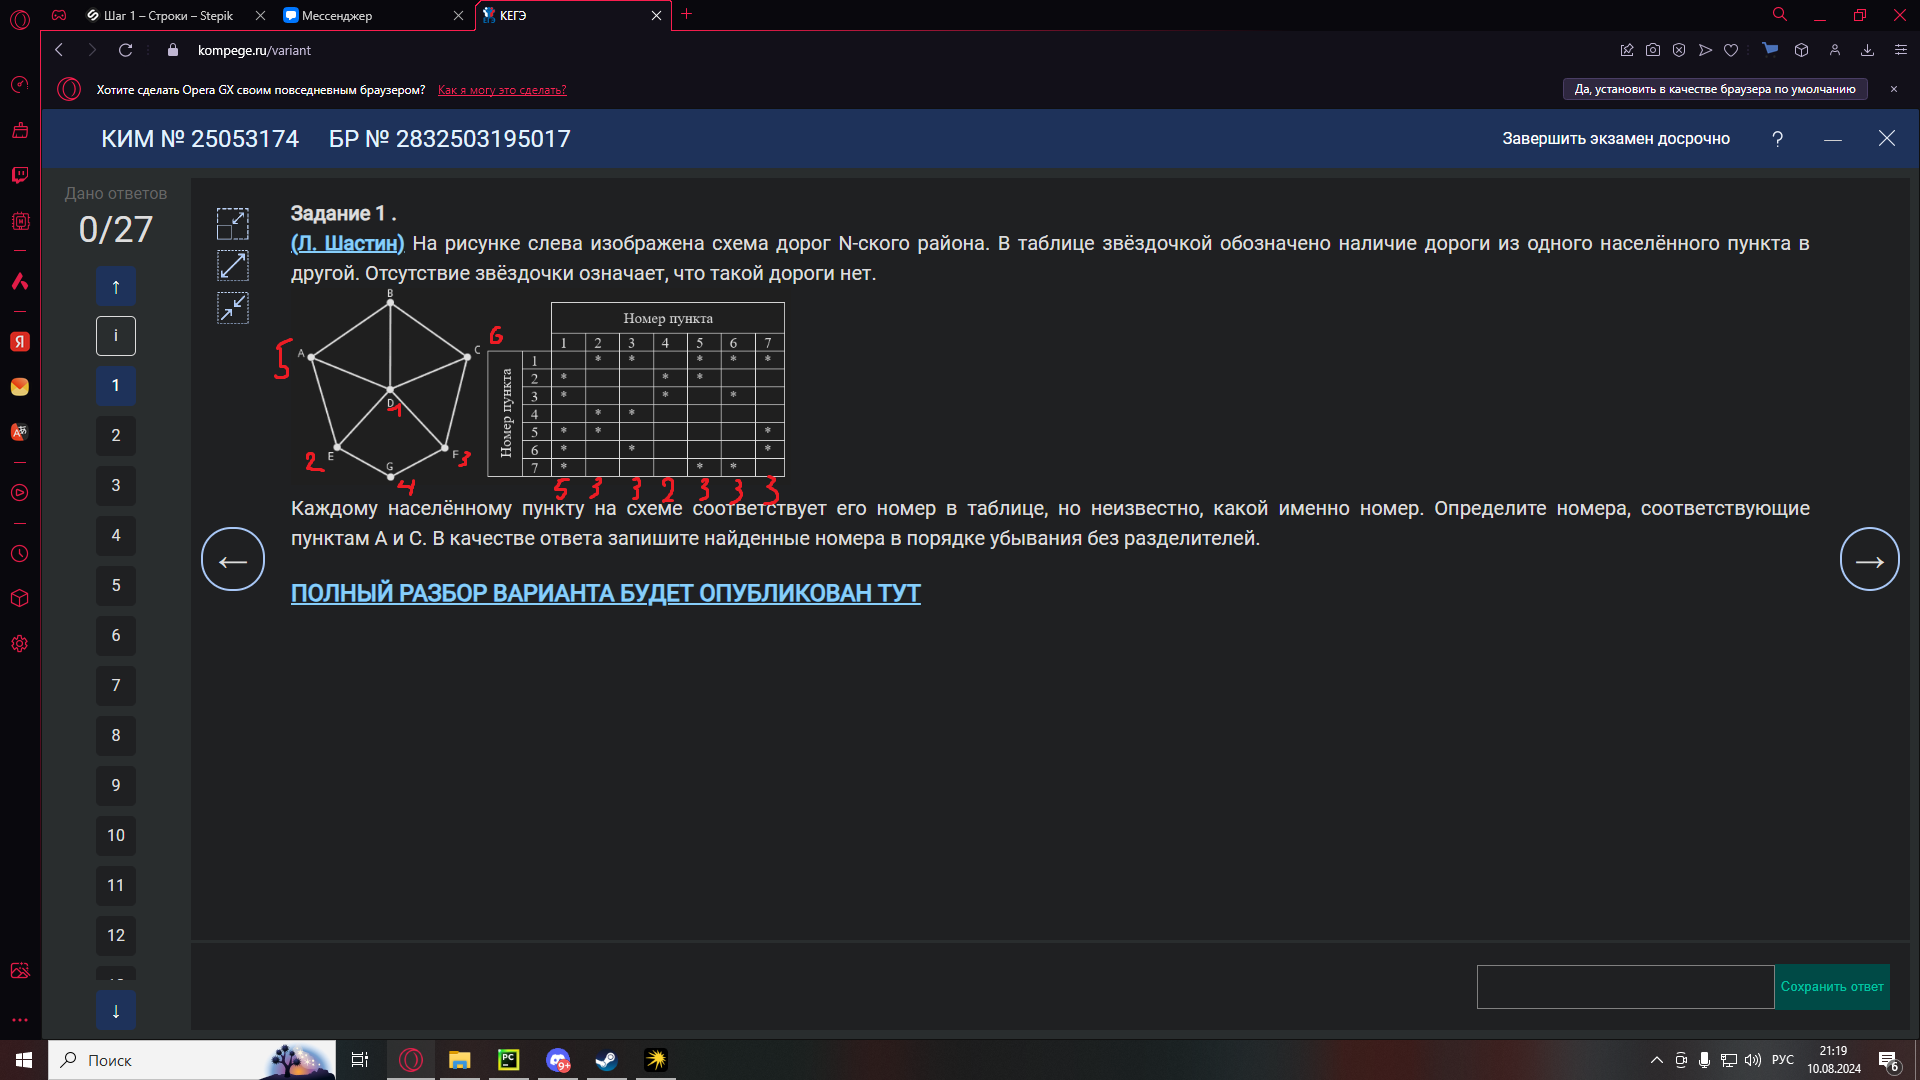 Шаг 1 – Строки – Stepik
Мессенджер
КЕГЭ
kompege.ru/variant
Хотите сделать Opera GX своим повседневным браузером? Как я могу это сделать?
Да, установить в качестве браузера по умолчанию
КИМ № 25053174 БР № 2832503195017
Завершить экзамен досрочно ?
Дано ответов
0/27
↑
i
1
2
3
4
5
6
7
8
9
10
11
12
↓
Задание 1 .
(Л. Шастин) На рисунке слева изображена схема дорог N-ского района. В таблице звёздочкой обозначено наличие дороги из одного населённого пункта в
другой. Отсутствие звёздочки означает, что такой дороги нет.
B
5 A
C 6
D 1
2 E
F 3
G
4
Номер пункта
1 2 3 4 5 6 7
Номер пункта
1 * * * * *
2 * * *
3 * * *
4 * *
5 * * *
6 * * *
7 * * *
5 3 3 2 3 3 3
Каждому населённому пункту на схеме соответствует его номер в таблице, но неизвестно, какой именно номер. Определите номера, соответствующие
пунктам A и C. В качестве ответа запишите найденные номера в порядке убывания без разделителей.
ПОЛНЫЙ РАЗБОР ВАРИАНТА БУДЕТ ОПУБЛИКОВАН ТУТ
Сохранить ответ
Поиск
PC
9+
РУС
21:19
10.08.2024
6